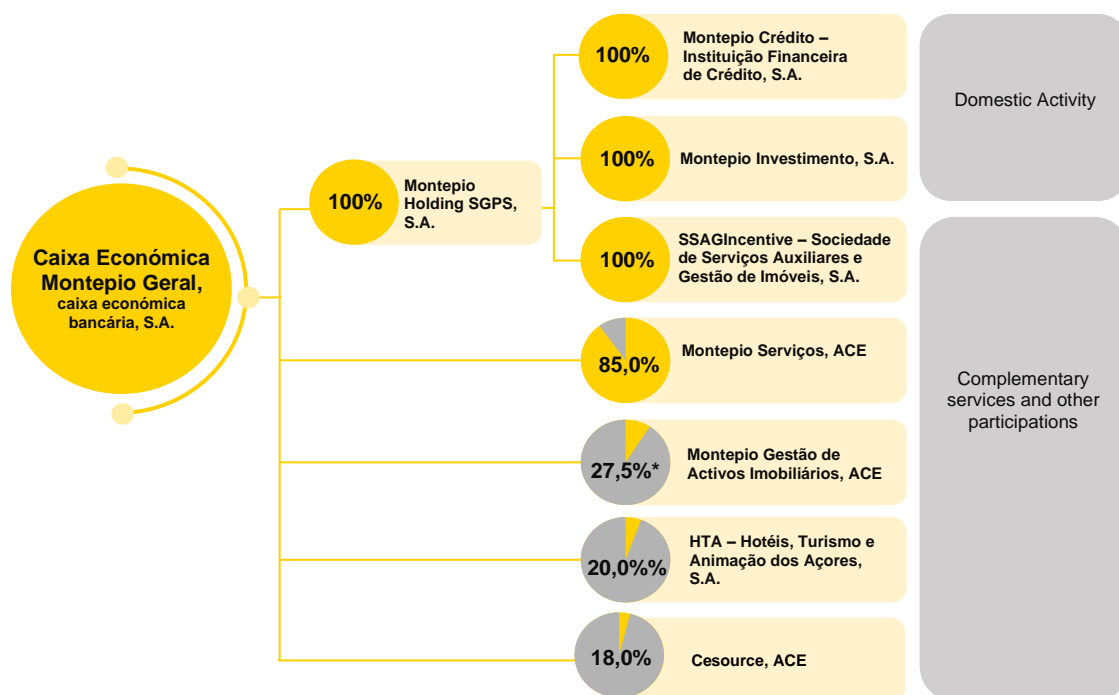 Caixa Económica
Montepio Geral,
caixa económica
bancária, S.A.
100%
Montepio
Holding SGPS,
S.A.
100%
Montepio Crédito –
Instituição Financeira
de Crédito, S.A.
100%
Montepio Investimento, S.A.
100%
SSAGIncentive – Sociedade
de Serviços Auxiliares e
Gestão de Imóveis, S.A.
85,0%
Montepio Serviços, ACE
27,5%*
Montepio Gestão de
Activos Imobiliários, ACE
20,0%%
HTA – Hotéis, Turismo e
Animação dos Açores,
S.A.
18,0%
Cesource, ACE
Domestic Activity
Complementary
services and other
participations